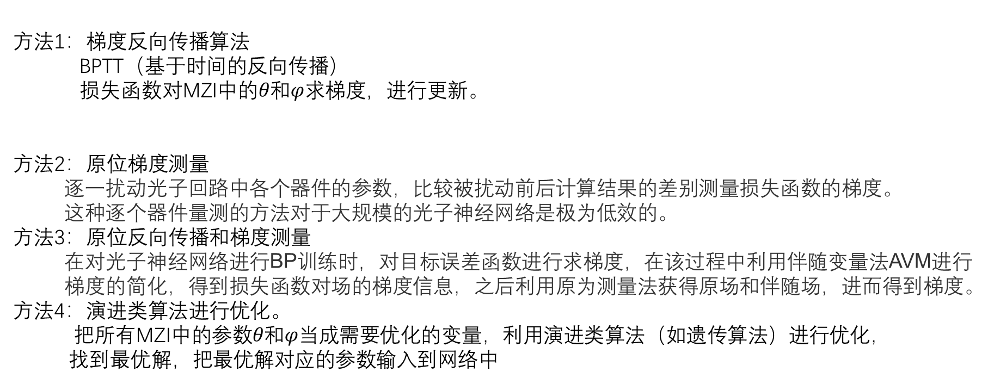 方法1：梯度反向传播算法
BPTT（基于时间的反向传播）
损失函数对MZI中的θ和φ求梯度，进行更新。
方法2：原位梯度测量
逐一扰动光子回路中各个器件的参数，比较被扰动前后计算结果的差别测量损失函数的梯度。
这种逐个器件量测的方法对于大规模的光子神经网络是极为低效的。
方法3：原位反向传播和梯度测量
在对光子神经网络进行BP训练时，对目标误差函数进行求梯度，在该过程中利用伴随变量法AVM进行
梯度的简化，得到损失函数对场的梯度信息，之后利用原为测量法获得原场和伴随场，进而得到梯度。
方法4：演进类算法进行优化。
把所有MZI中的参数θ和φ当成需要优化的变量，利用演进类算法（如遗传算法）进行优化，
找到最优解，把最优解对应的参数输入到网络中